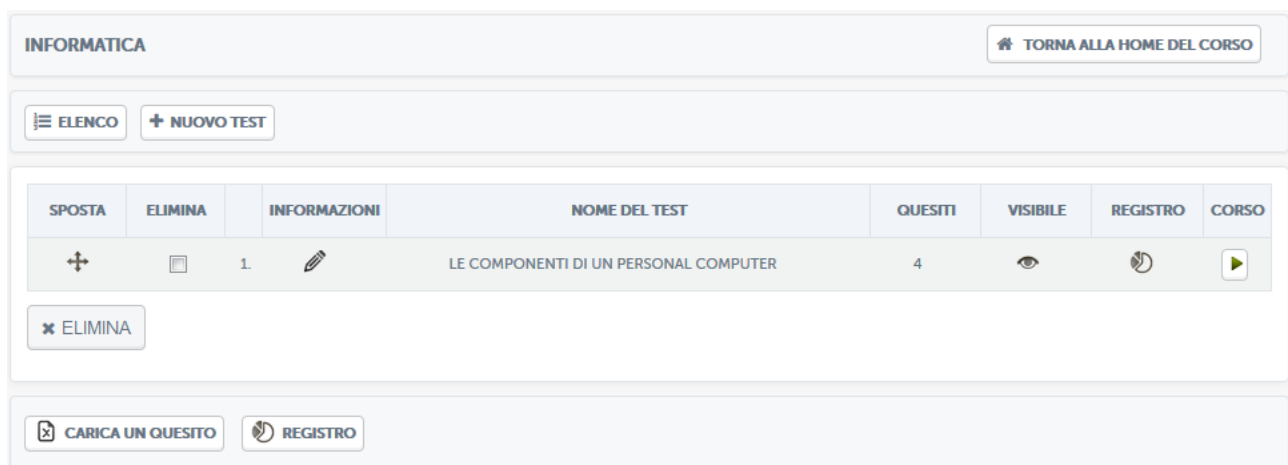 INFORMATICA
TORNA ALLA HOME DEL CORSO
ELENCO
NUOVO TEST
SPOSTA ELIMINA INFORMAZIONI NOME DEL TEST QUESITI VISIBILE REGISTRO CORSO
1. LE COMPONENTI DI UN PERSONAL COMPUTER 4
ELIMINA
CARICA UN QUESITO
REGISTRO